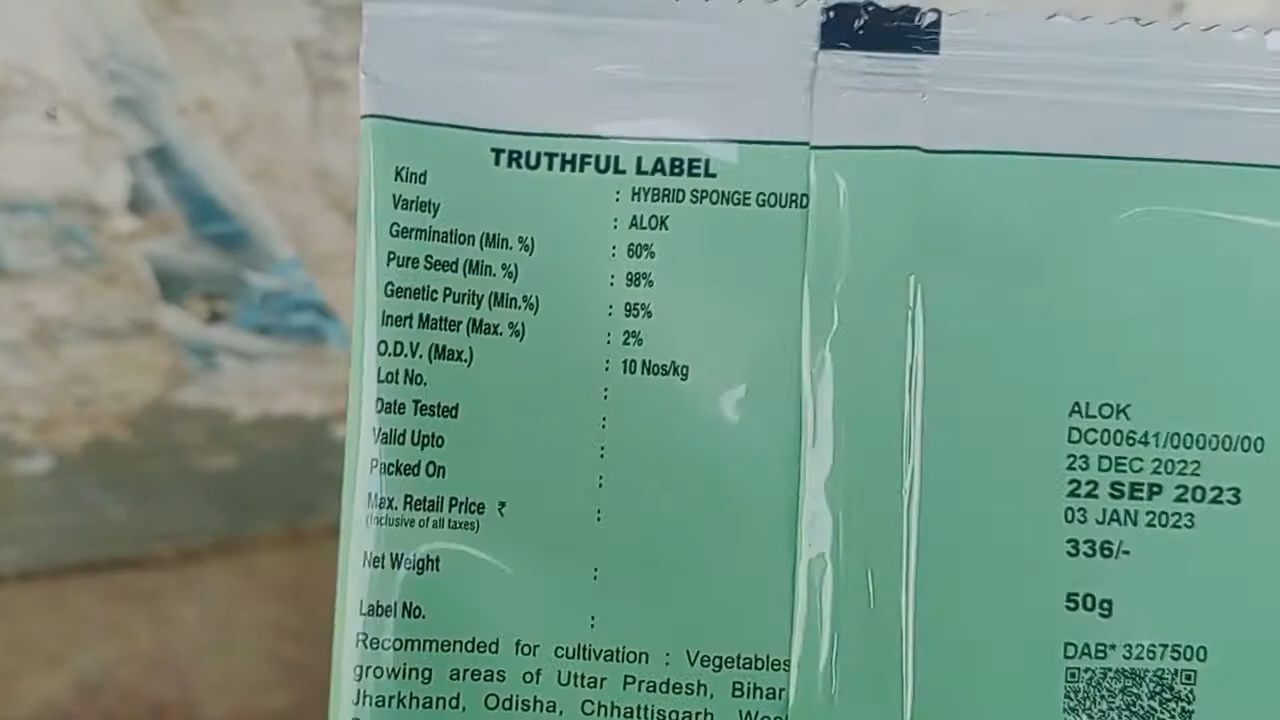 TRUTHFUL LABEL
Kind : HYBRID SPONGE GOURD
Variety : ALOK
Germination (Min. %) : 60%
Pure Seed (Min. %) : 98%
Genetic Purity (Min.%) : 95%
Inert Matter (Max. %) : 2%
O.D.V. (Max.) : 10 Nos/kg
Lot No. :
Date Tested :
Valid Upto :
Packed On :
Max. Retail Price ₹ :
(Inclusive of all taxes)
Net Weight :
Label No. :
Recommended for cultivation : Vegetables
growing areas of Uttar Pradesh, Bihar,
Jharkhand, Odisha, Chhattisgarh,
ALOK
DC00641/00000/00
23 DEC 2022
22 SEP 2023
03 JAN 2023
336/-
50g
DAB* 3267500